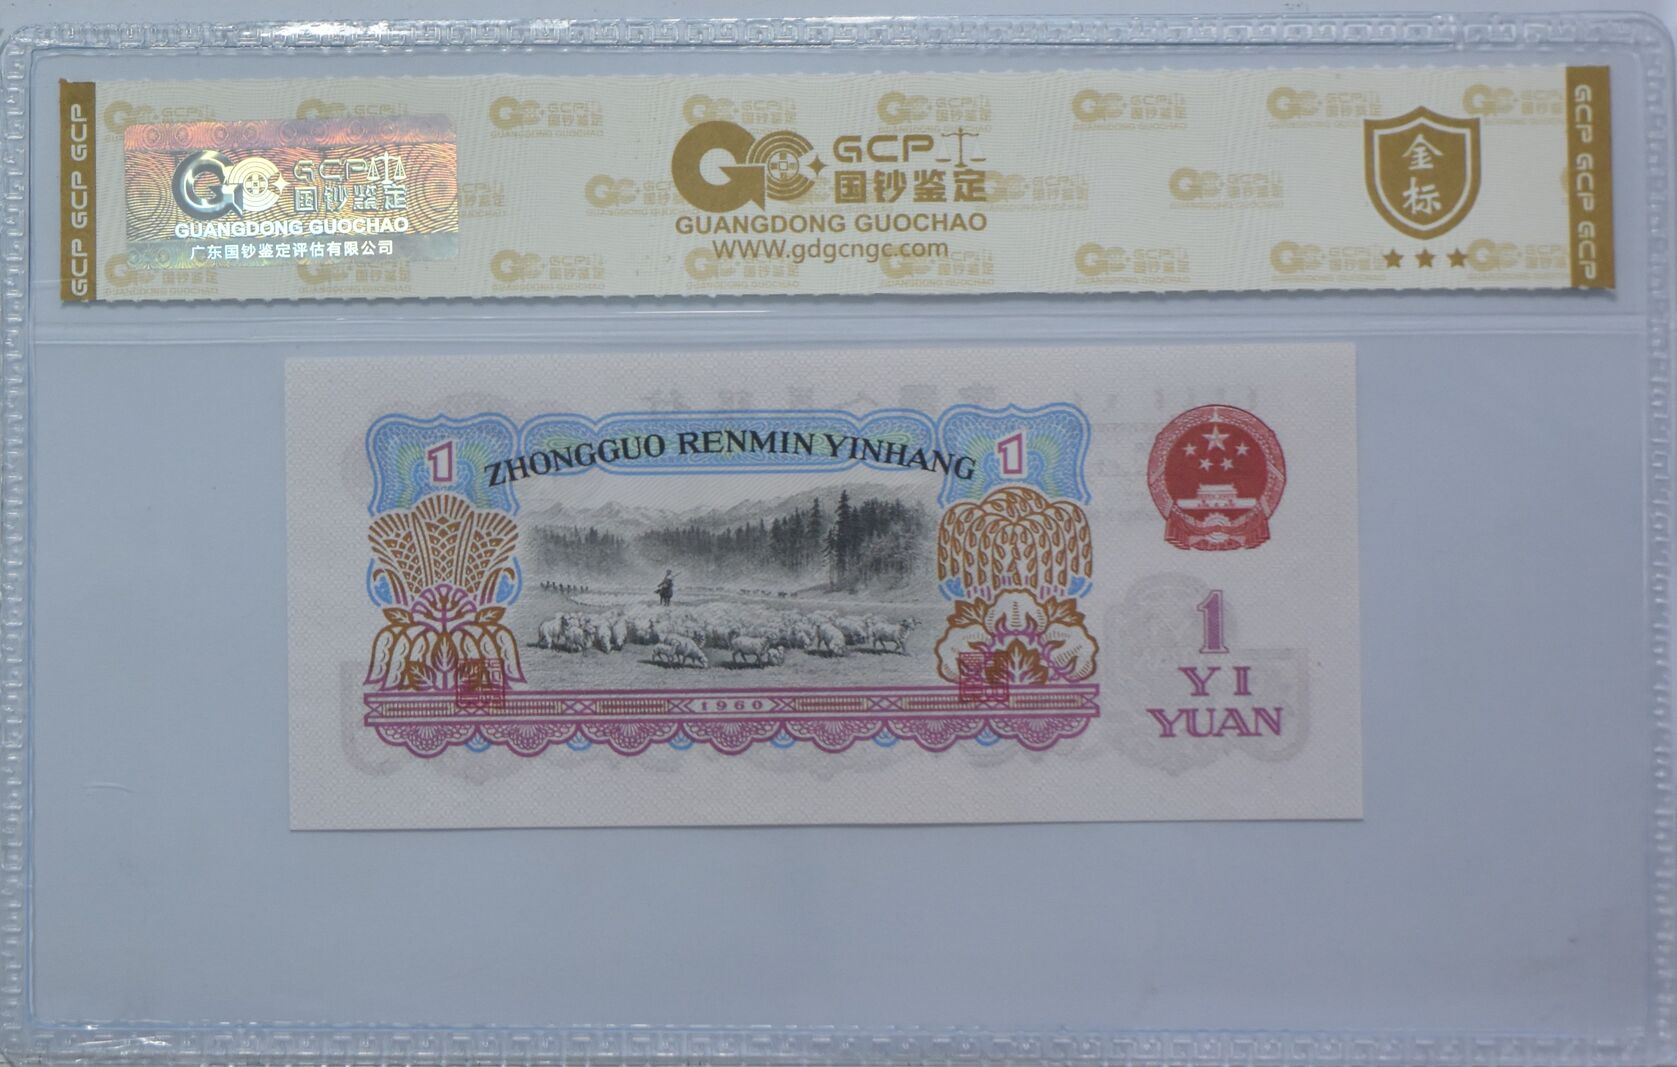 GCP GCP GCP
GCP
国钞鉴定
GUANGDONG GUOCHAO
广东国钞鉴定评估有限公司
GCP
国钞鉴定
GUANGDONG GUOCHAO
WWW.gdgcngc.com
金
标
GCP GCP GCP
1
ZHONGGUO RENMIN YINHANG
1
1960
1
YI
YUAN